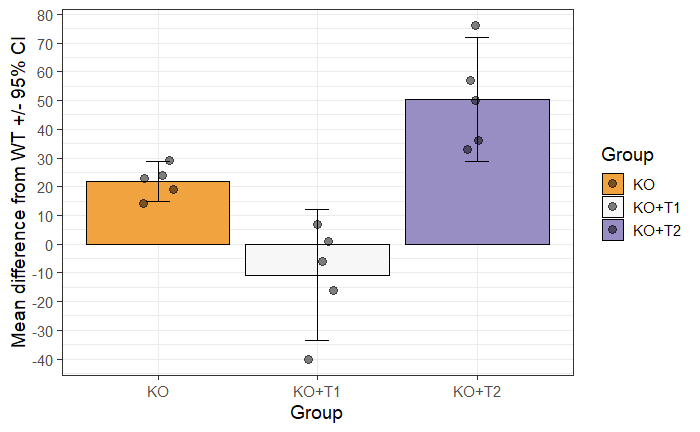 Mean difference from WT +/- 95% CI
80
70
60
50
40
30
20
10
0
-10
-20
-30
-40
KO
KO+T1
KO+T2
Group
Group
KO
KO+T1
KO+T2